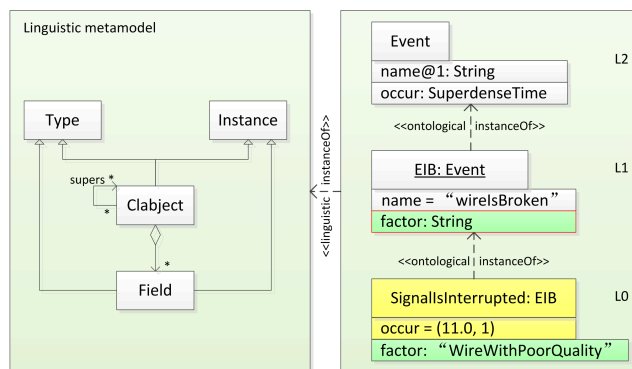 Linguistic metamodel
Type
Instance
supers *
*
Clabject
*
Field
<<linguistic instanceOf>>
Event
L2
name@1: String
occur: SuperdenseTime
<<ontological instanceOf>>
EIB: Event
L1
name = “wireIsBroken”
factor: String
<<ontological instanceOf>>
SignalIsInterrupted: EIB
L0
occur = (11.0, 1)
factor: “WireWithPoorQuality”